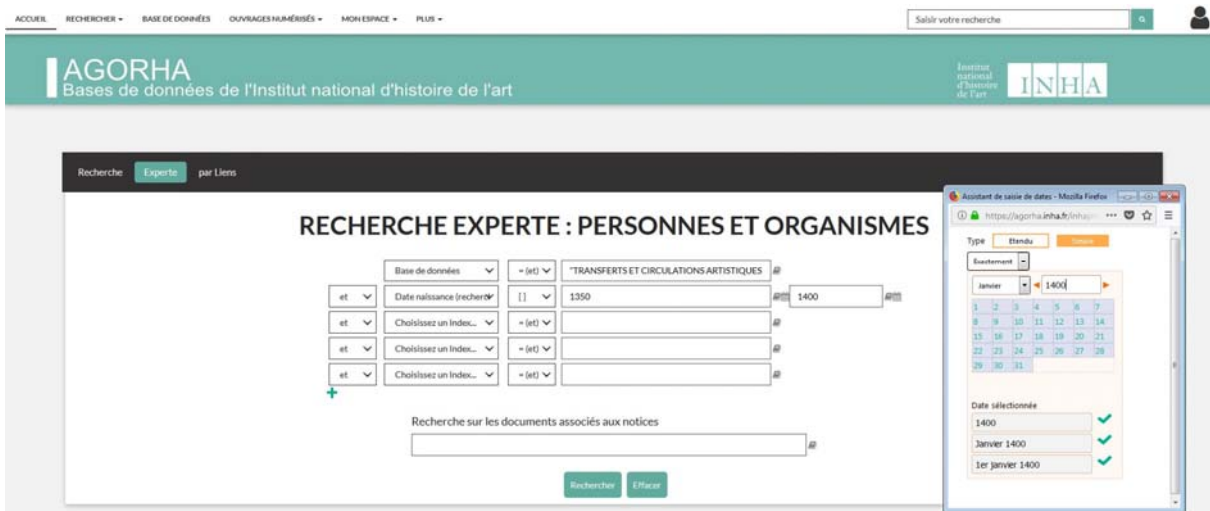 ACCUEIL RECHERCHER BASE DE DONNÉES OUVRAGES NUMÉRISÉS MON ESPACE PLUS Saisir votre recherche
AGORHA
Bases de données de l'Institut national d'histoire de l'art
Institut
national
d'histoire
de l'art
INHA
Recherche Experte par Liens
RECHERCHE EXPERTE : PERSONNES ET ORGANISMES
Base de données = (et) "TRANSFERTS ET CIRCULATIONS ARTISTIQUES
et Date naissance (recherch [ ] 1350 1400
et Choisissez un Index... = (et)
et Choisissez un Index... = (et)
et Choisissez un Index... = (et)
+
Recherche sur les documents associés aux notices
Rechercher Effacer
Assistant de saisie de dates - Mozilla Firefox
https://agorha.inha.fr/inhap ...
Type Etendu
Exactement
Janvier 1400
1 2 3 4 5 6 7
8 9 10 11 12 13 14
15 16 17 18 19 20 21
22 23 24 25 26 27 28
29 30 31
Date sélectionnée
1400
Janvier 1400
1er janvier 1400